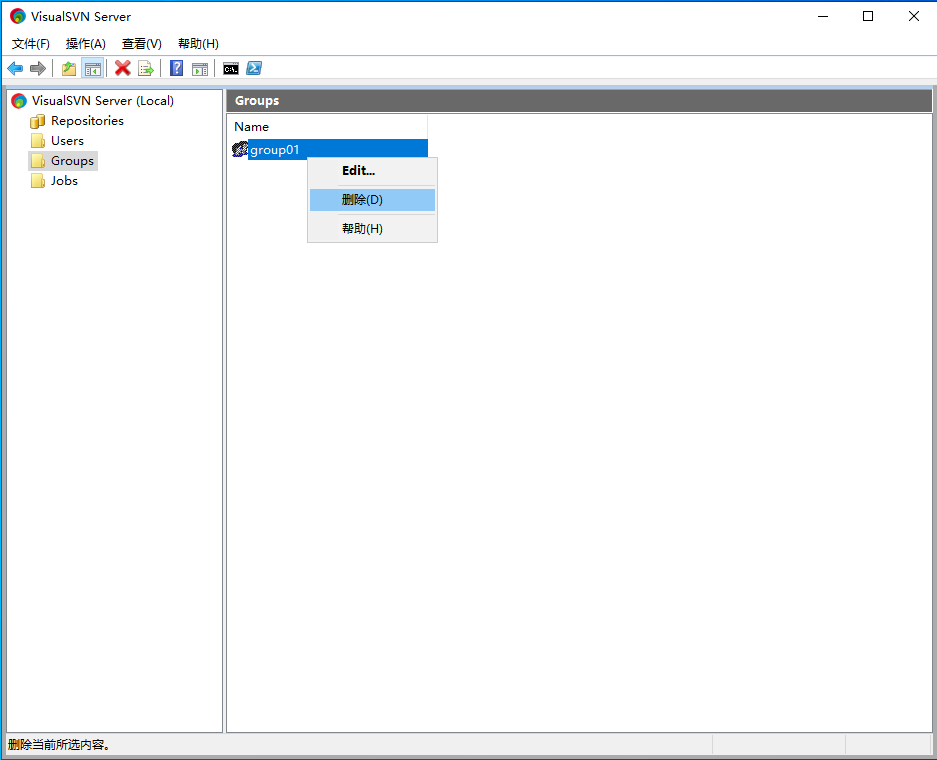 VisualSVN Server
文件(F) 操作(A) 查看(V) 帮助(H)
VisualSVN Server (Local)
Repositories
Users
Groups
Jobs
Groups
Name
group01
Edit...
删除(D)
帮助(H)
删除当前所选内容。